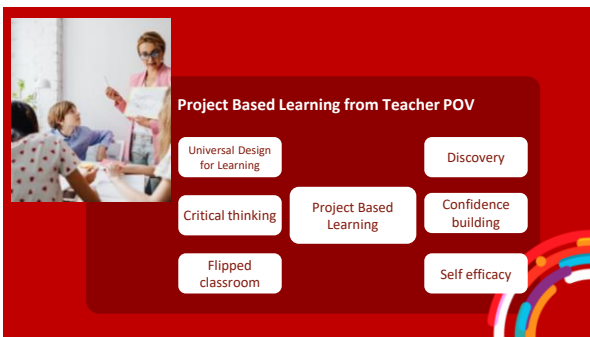 Project Based Learning from Teacher POV
Universal Design
for Learning
Discovery
Critical thinking
Project Based
Learning
Confidence
building
Flipped
classroom
Self efficacy